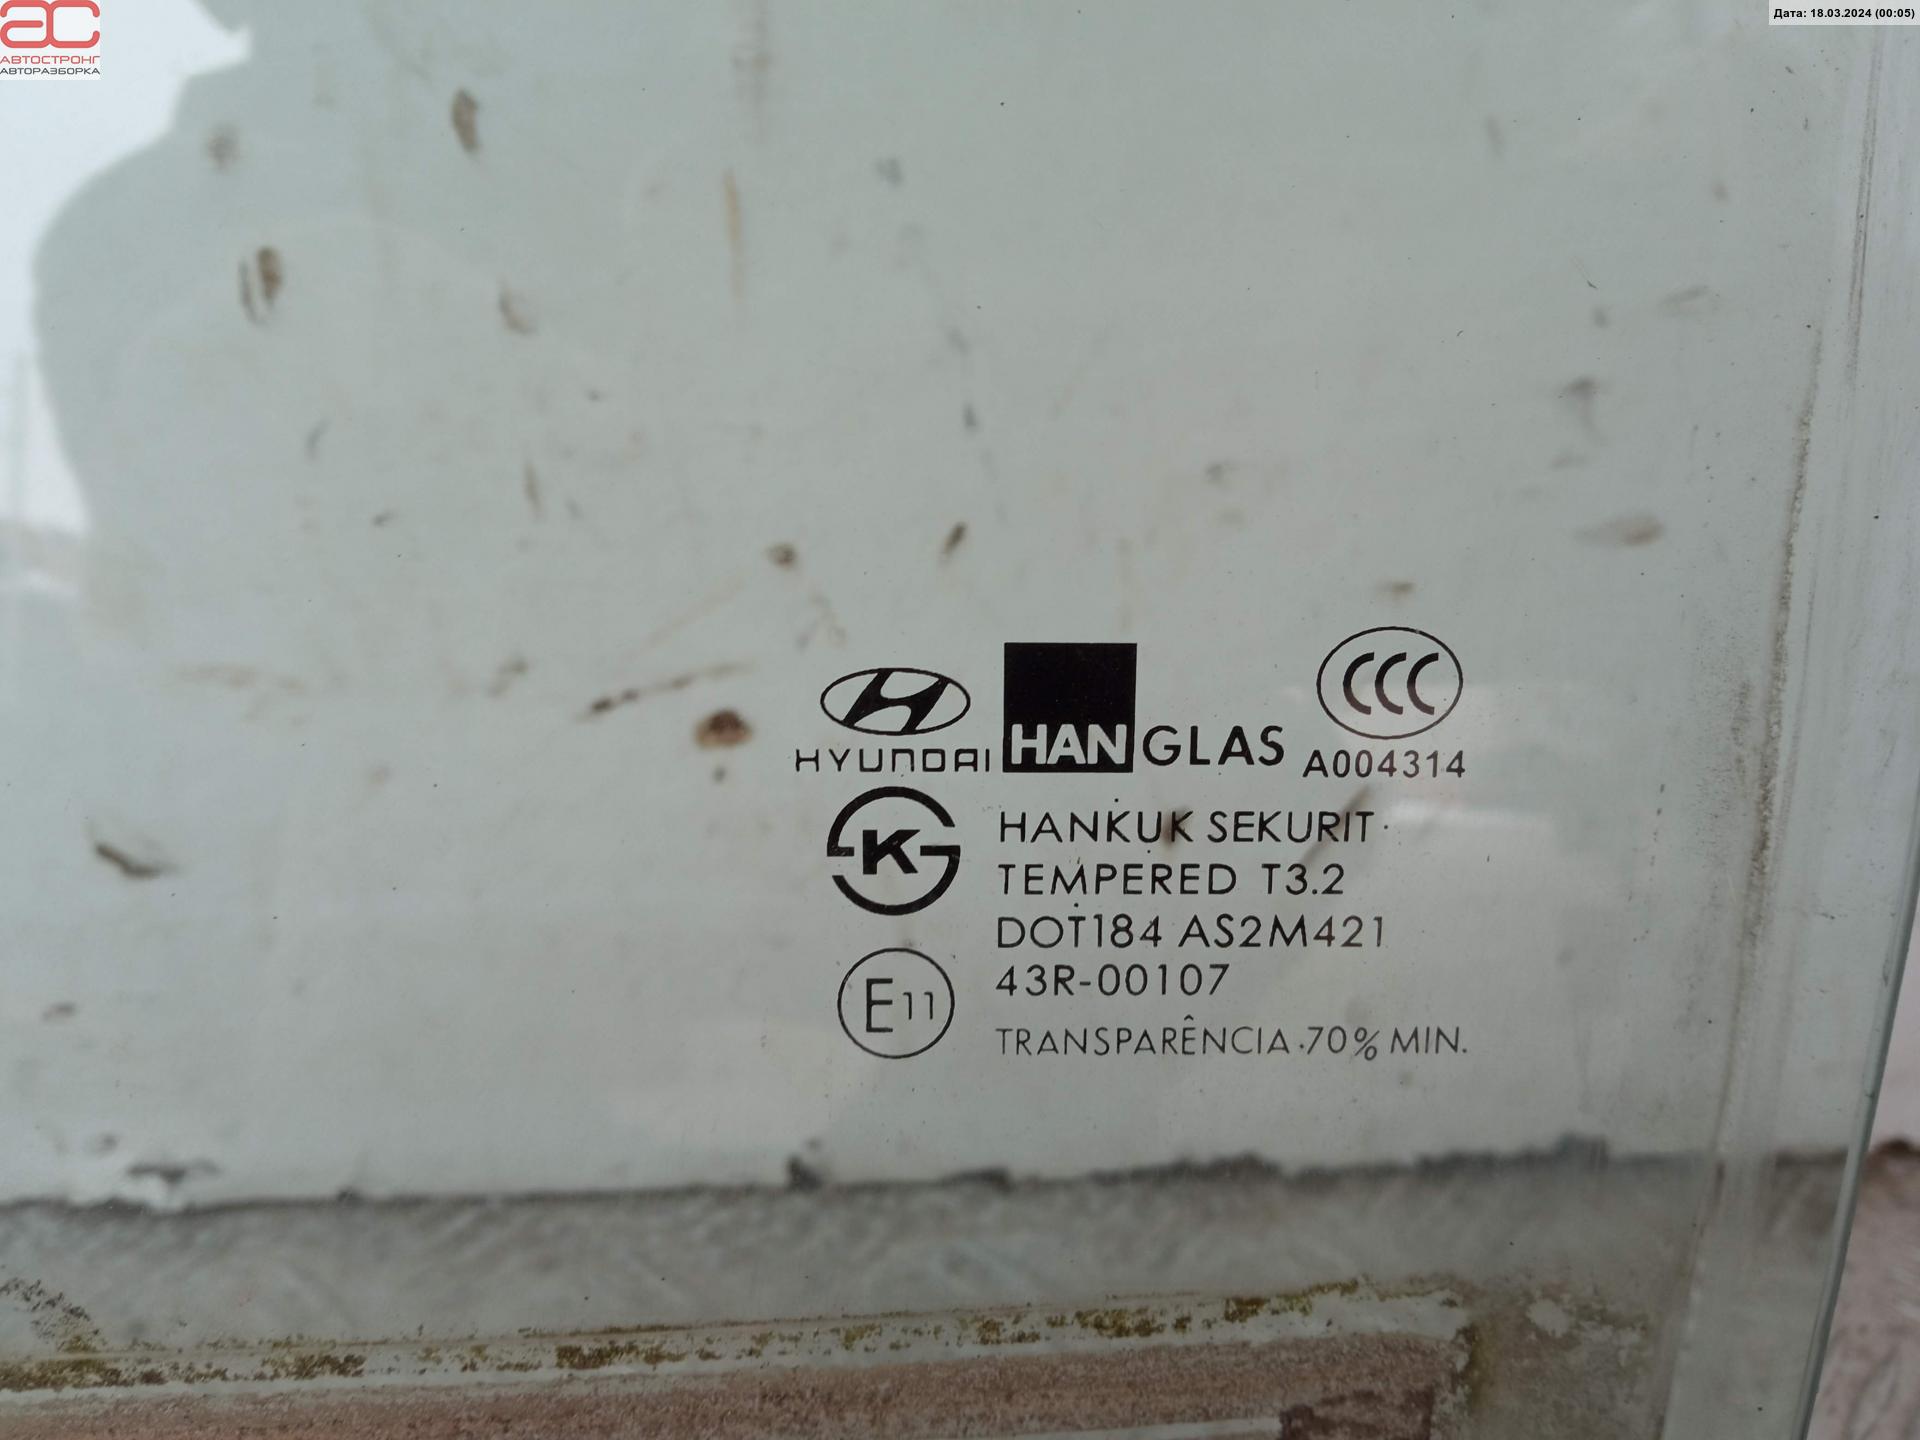 АС
АВТОСТРОНГ
АВТОРАЗБОРКА
Дата: 18.03.2024 (00:05)
HYUNDAI HANGLAS CCC
A004314
K HANKUK SEKURIT
TEMPERED T3.2
DOT184 AS2M421
E11 43R-00107
TRANSPARÊNCIA·70% MIN.